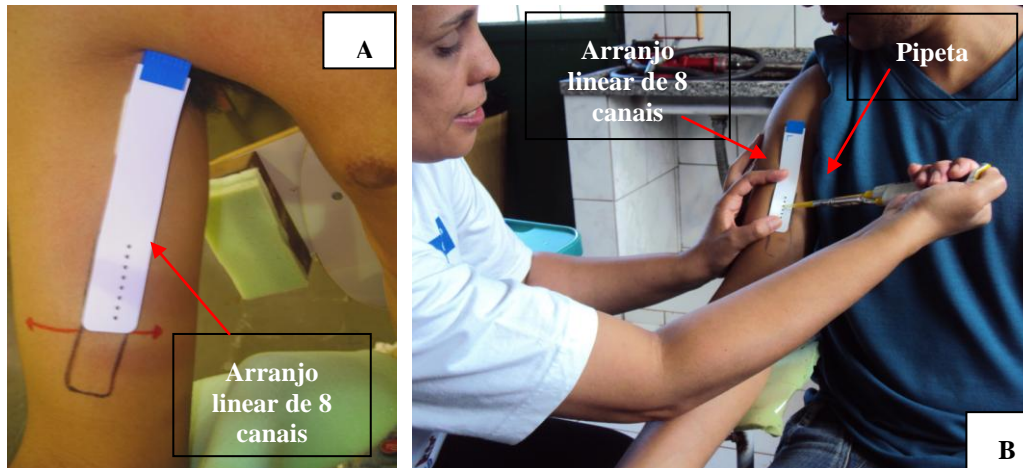 A
Arranjo
linear de 8
canais
Arranjo
linear de 8
canais
Pipeta
B